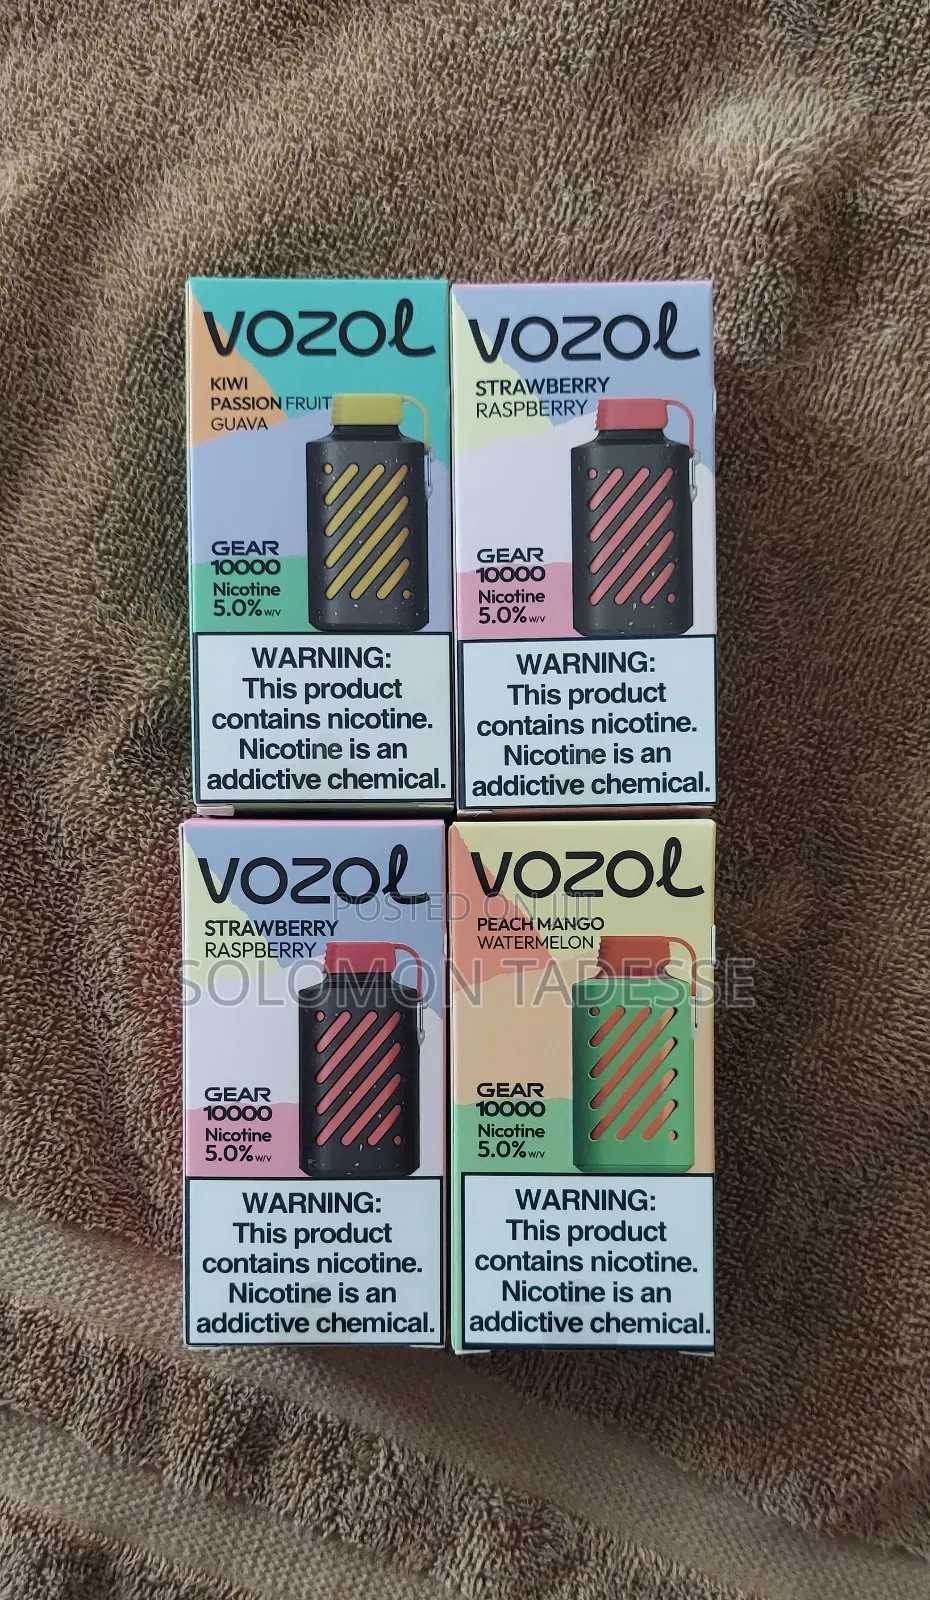 VOZOL
KIWI
PASSION FRUIT
GUAVA
GEAR
10000
Nicotine
5.0% w/v
WARNING:
This product
contains nicotine.
Nicotine is an
addictive chemical.
VOZOL
STRAWBERRY
RASPBERRY
GEAR
10000
Nicotine
5.0% w/v
WARNING:
This product
contains nicotine.
Nicotine is an
addictive chemical.
VOZOL
STRAWBERRY
RASPBERRY
GEAR
10000
Nicotine
5.0% w/v
WARNING:
This product
contains nicotine.
Nicotine is an
addictive chemical.
VOZOL
PEACH MANGO
WATERMELON
GEAR
10000
Nicotine
5.0% w/v
WARNING:
This product
contains nicotine.
Nicotine is an
addictive chemical.
POSTED ON JIJI
SOLOMON TADESSE